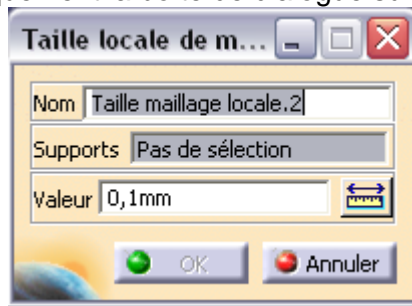 Taille locale de m...
Nom Taille maillage locale.2
Supports Pas de sélection
Valeur 0,1mm
OK Annuler